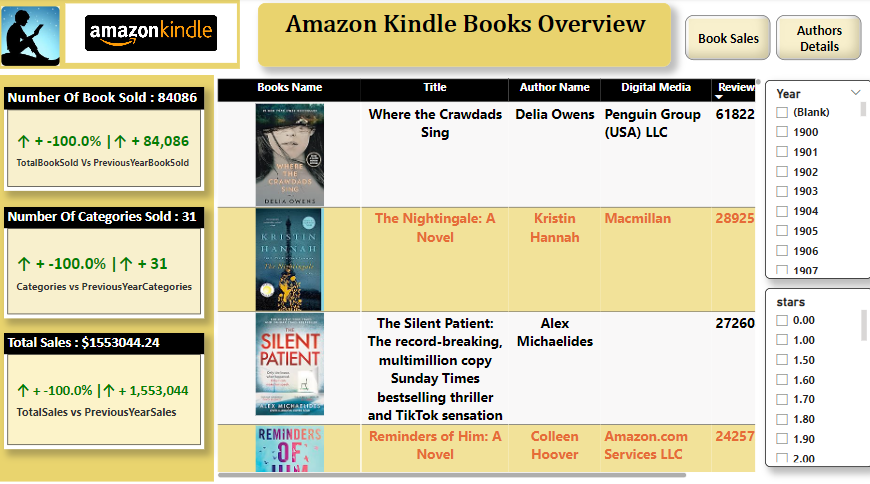 amazonkindle
Amazon Kindle Books Overview
Book Sales
Authors
Details
Number Of Book Sold : 84086
↑ + -100.0% | ↑ + 84,086
TotalBookSold Vs PreviousYearBookSold
Number Of Categories Sold : 31
↑ + -100.0% | ↑ + 31
Categories vs PreviousYearCategories
Total Sales : $1553044.24
↑ + -100.0% | ↑ + 1,553,044
TotalSales vs PreviousYearSales
Books Name Title Author Name Digital Media Review
WHERE
THE
CRAWDADS
SING
DELIA OWENS
Where the Crawdads
Sing
Delia Owens
Penguin Group
(USA) LLC
61822
KRISTIN
HANNAH
The Nightingale
The Nightingale: A
Novel
Kristin
Hannah
Macmillan
28925
THE
SILENT
PATIENT
ALEX MICHAELIDES
The Silent Patient:
The record-breaking,
multimillion copy
Sunday Times
bestselling thriller
and TikTok sensation
Alex
Michaelides
27260
REMINDERS
OF
HIM
Reminders of Him: A
Novel
Colleen
Hoover
Amazon.com
Services LLC
24257
Year
(Blank)
1900
1901
1902
1903
1904
1905
1906
1907
stars
0.00
1.00
1.50
1.60
1.70
1.80
1.90
2.00